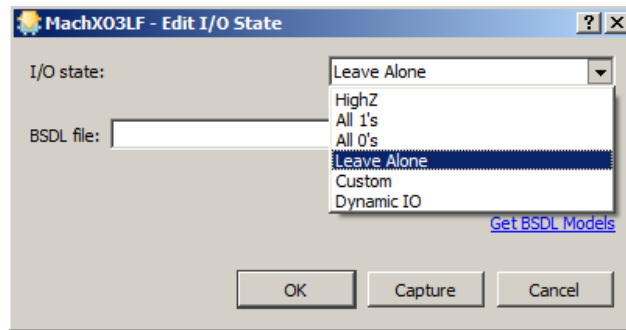 MachXO3LF - Edit I/O State
I/O state:
Leave Alone
HighZ
All 1's
All 0's
Leave Alone
Custom
Dynamic IO
BSDL file:
Get BSDL Models
OK
Capture
Cancel